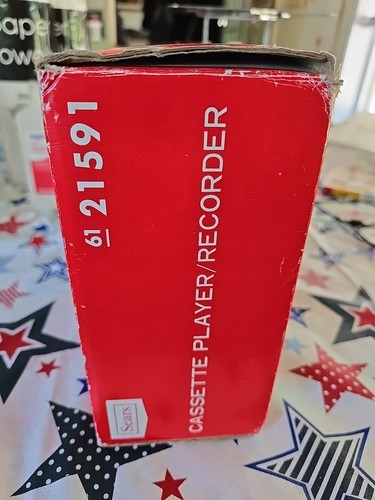 61 21591
CASSETTE PLAYER/RECORDER
Sears